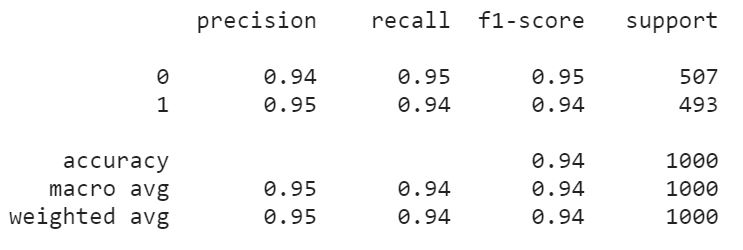 precision recall f1-score support
0 0.94 0.95 0.95 507
1 0.95 0.94 0.94 493
accuracy 0.94 1000
macro avg 0.95 0.94 0.94 1000
weighted avg 0.95 0.94 0.94 1000